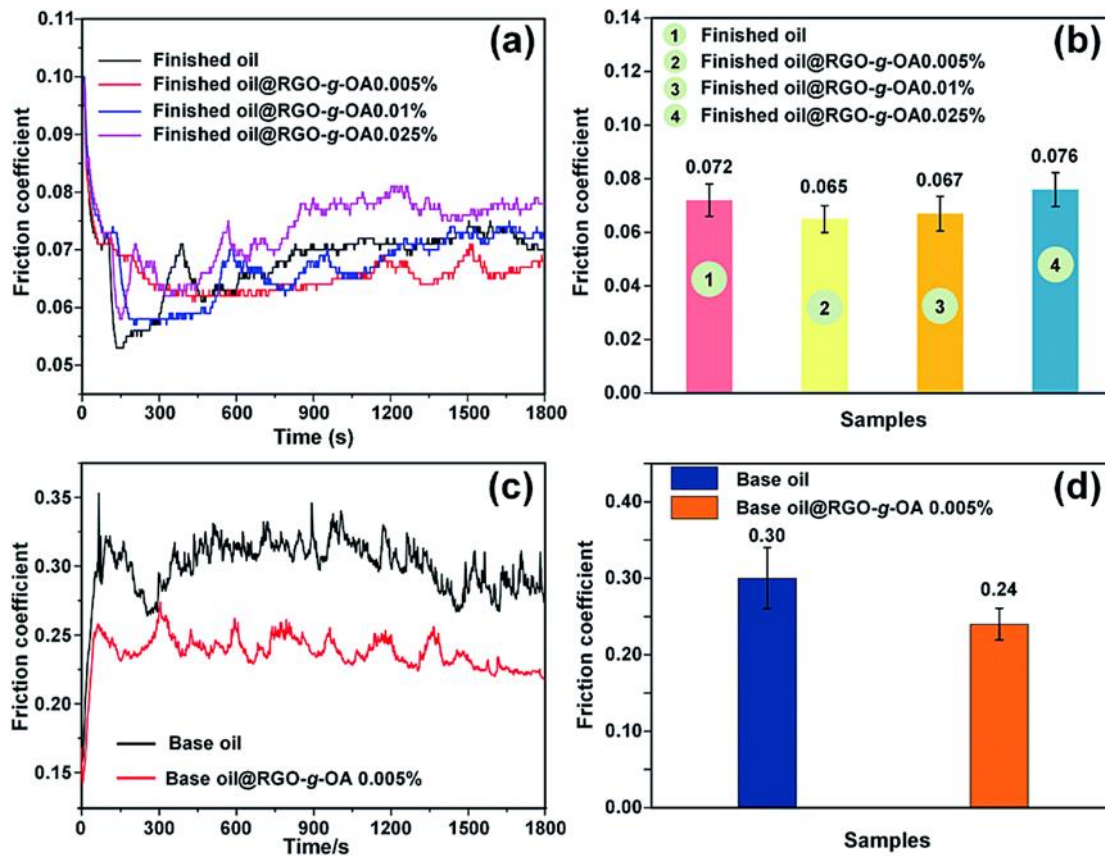 (a)
Finished oil
Finished oil@RGO-g-OA0.005%
Finished oil@RGO-g-OA0.01%
Finished oil@RGO-g-OA0.025%
Friction coefficient
0.11
0.10
0.09
0.08
0.07
0.06
0.05
0 300 600 900 1200 1500 1800
Time (s)
(b)
1 Finished oil
2 Finished oil@RGO-g-OA0.005%
3 Finished oil@RGO-g-OA0.01%
4 Finished oil@RGO-g-OA0.025%
Friction coefficient
0.14
0.12
0.10
0.08
0.06
0.04
0.02
0.00
0.072 0.065 0.067 0.076
1 2 3 4
Samples
(c)
Friction coefficient
0.35
0.30
0.25
0.20
0.15
Base oil
Base oil@RGO-g-OA 0.005%
0 300 600 900 1200 1500 1800
Time/s
(d)
Base oil
Base oil@RGO-g-OA 0.005%
Friction coefficient
0.40
0.30
0.20
0.10
0.00
0.30
0.24
Samples